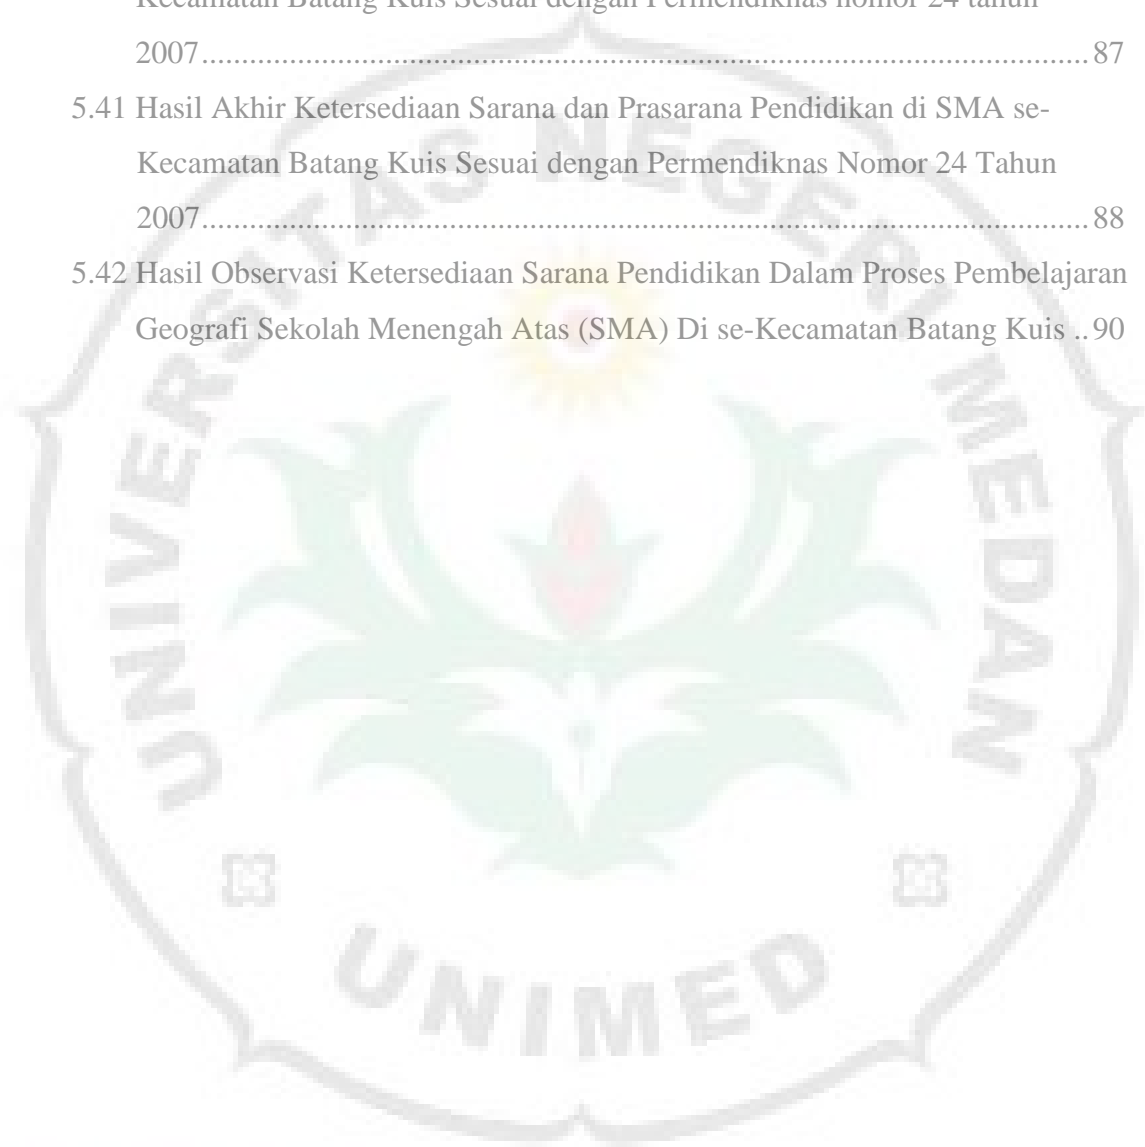 Kecamatan Batang Kuis Sesuai dengan Permendiknas nomor 24 tahun
2007................................................................................................................ 87
5.41 Hasil Akhir Ketersediaan Sarana dan Prasarana Pendidikan di SMA se-
Kecamatan Batang Kuis Sesuai dengan Permendiknas Nomor 24 Tahun
2007................................................................................................................ 88
5.42 Hasil Observasi Ketersediaan Sarana Pendidikan Dalam Proses Pembelajaran
Geografi Sekolah Menengah Atas (SMA) Di se-Kecamatan Batang Kuis .. 90
UNIVERSITAS NEGERI MEDAN
UNIMED